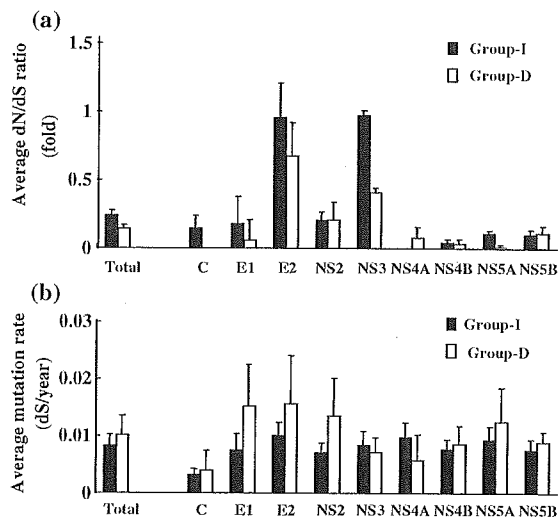 (a)
Average dN/dS ratio
(fold)
1.5
1
0.5
0
Group-I
Group-D
Total C E1 E2 NS2 NS3 NS4A NS4B NS5A NS5B
(b)
Average mutation rate
(dS/year)
0.03
0.02
0.01
0
Group-I
Group-D
Total C E1 E2 NS2 NS3 NS4A NS4B NS5A NS5B